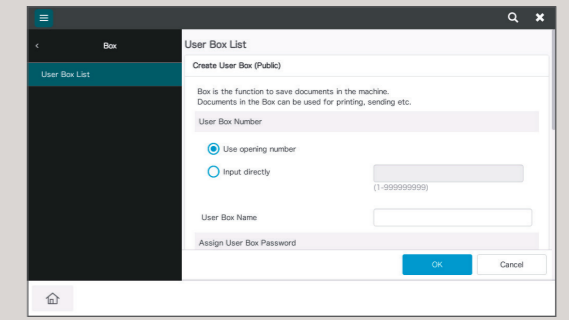 Box
User Box List
User Box List
Create User Box (Public)
Box is the function to save documents in the machine.
Documents in the Box can be used for printing, sending etc.
User Box Number
Use opening number
Input directly
(1-999999999)
User Box Name
Assign User Box Password
OK Cancel